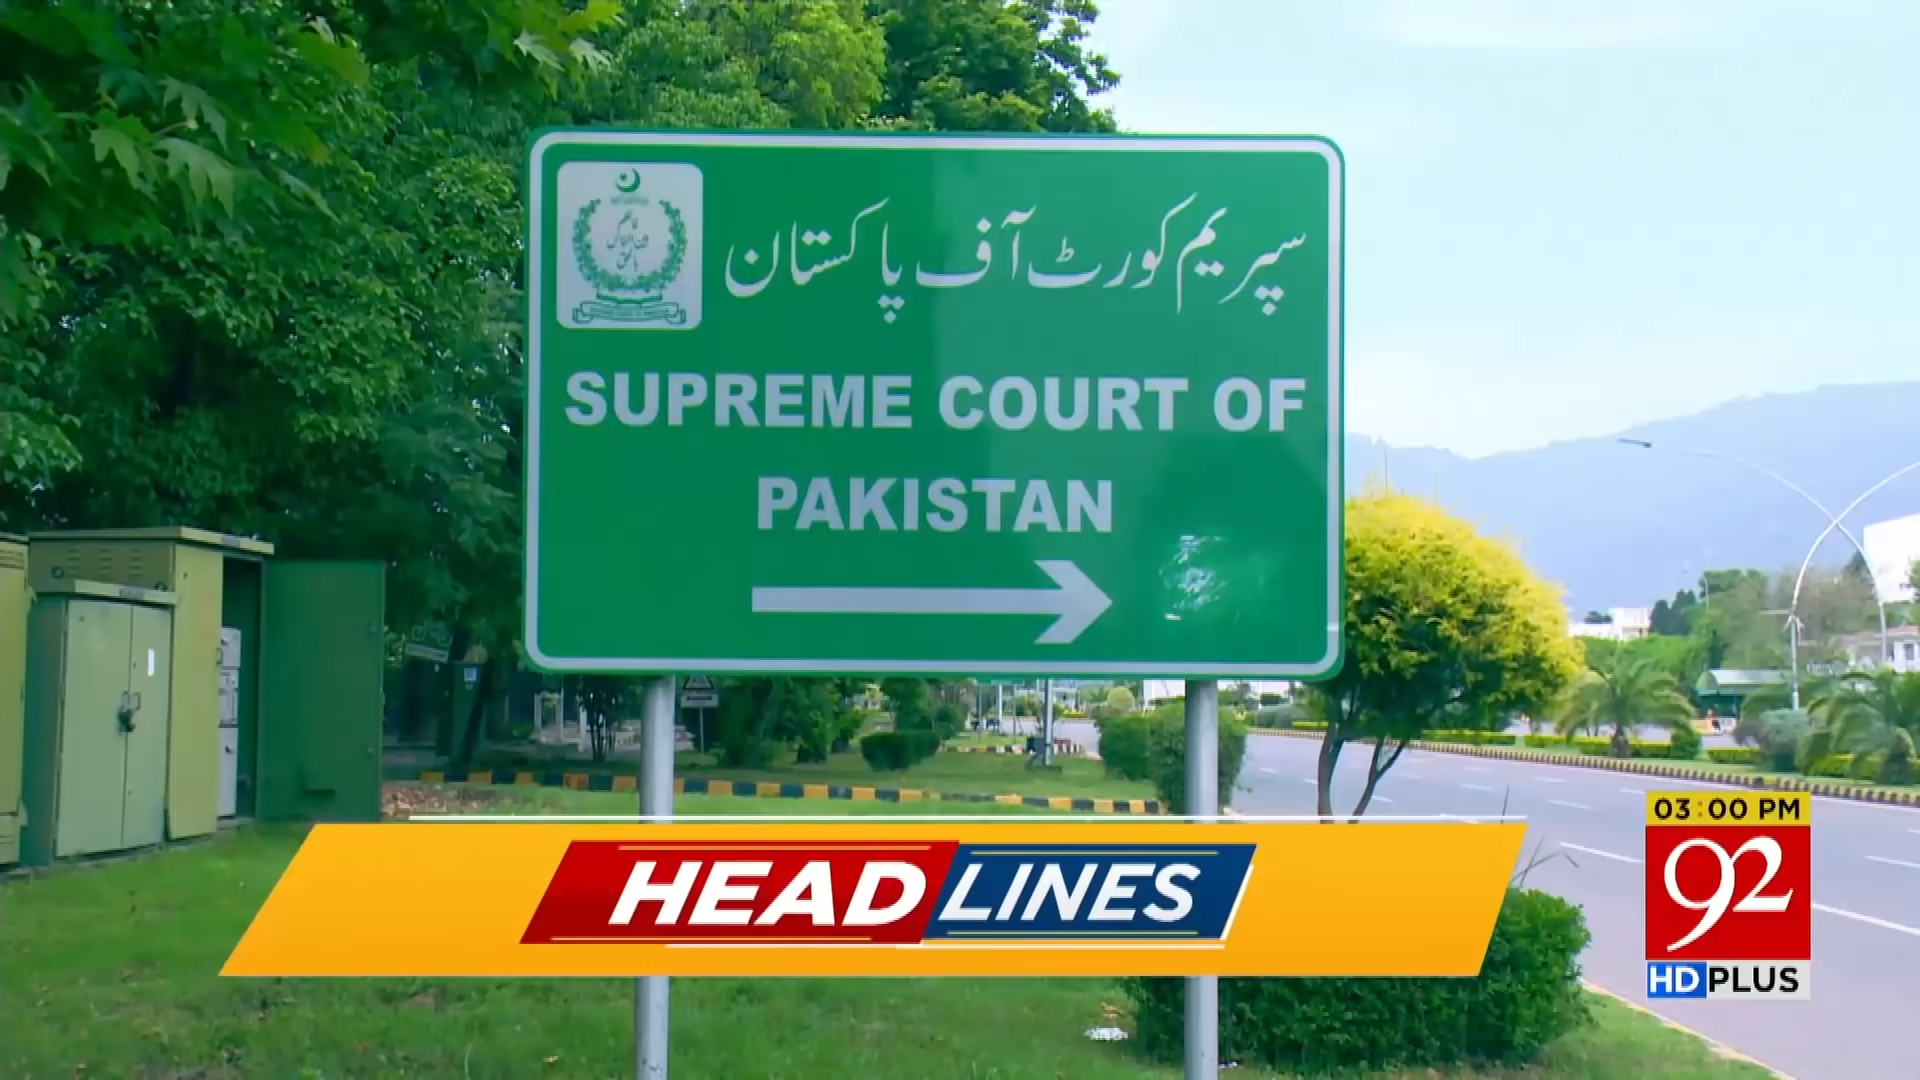 سپریم کورٹ آف پاکستان
SUPREME COURT OF
PAKISTAN
HEADLINES
03:00 PM
92
HD PLUS